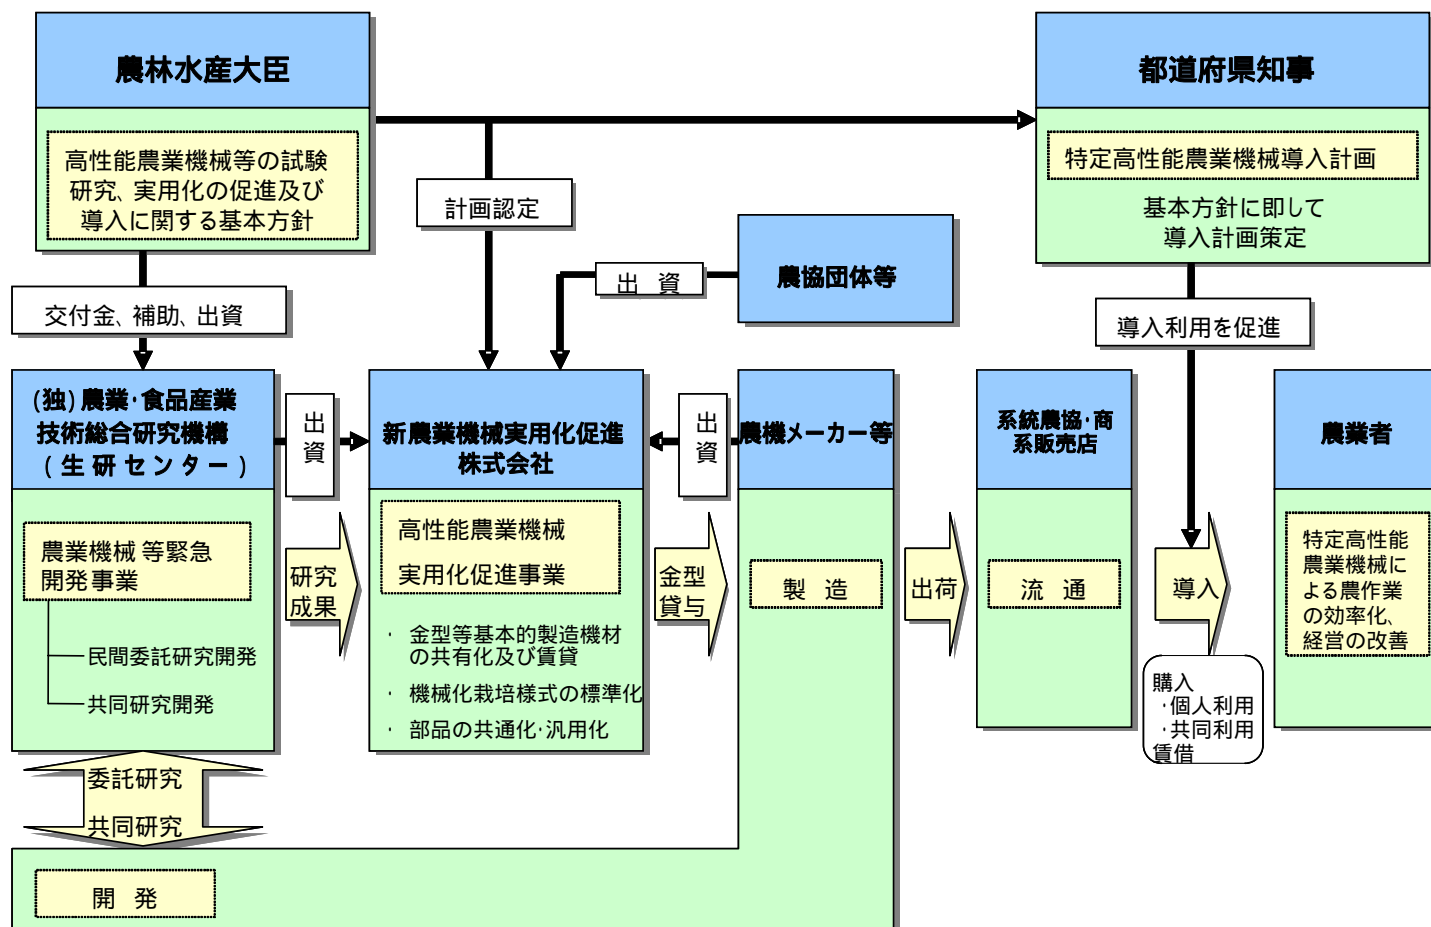 農林水産大臣
高性能農業機械等の試験
研究、実用化の促進及び
導入に関する基本方針
都道府県知事
特定高性能農業機械導入計画
基本方針に即して
導入計画策定
計画認定
農協団体等
出 資
交付金、補助、出資
導入利用を促進
(独)農業・食品産業
技術総合研究機構
(生研センター)
農業機械 等緊急
開発事業
民間委託研究開発
共同研究開発
出
資
研究
成果
新農業機械実用化促進
株式会社
高性能農業機械
実用化促進事業
・ 金型等基本的製造機材
の共有化及び賃貸
・ 機械化栽培様式の標準化
・ 部品の共通化・汎用化
出
資
金型
貸与
農機メーカー等
製 造
出荷
系統農協・商
系販売店
流 通
導入
購入
・個人利用
・共同利用
賃借
農業者
特定高性能
農業機械に
よる農作業
の効率化、
経営の改善
委託研究
共同研究
開 発